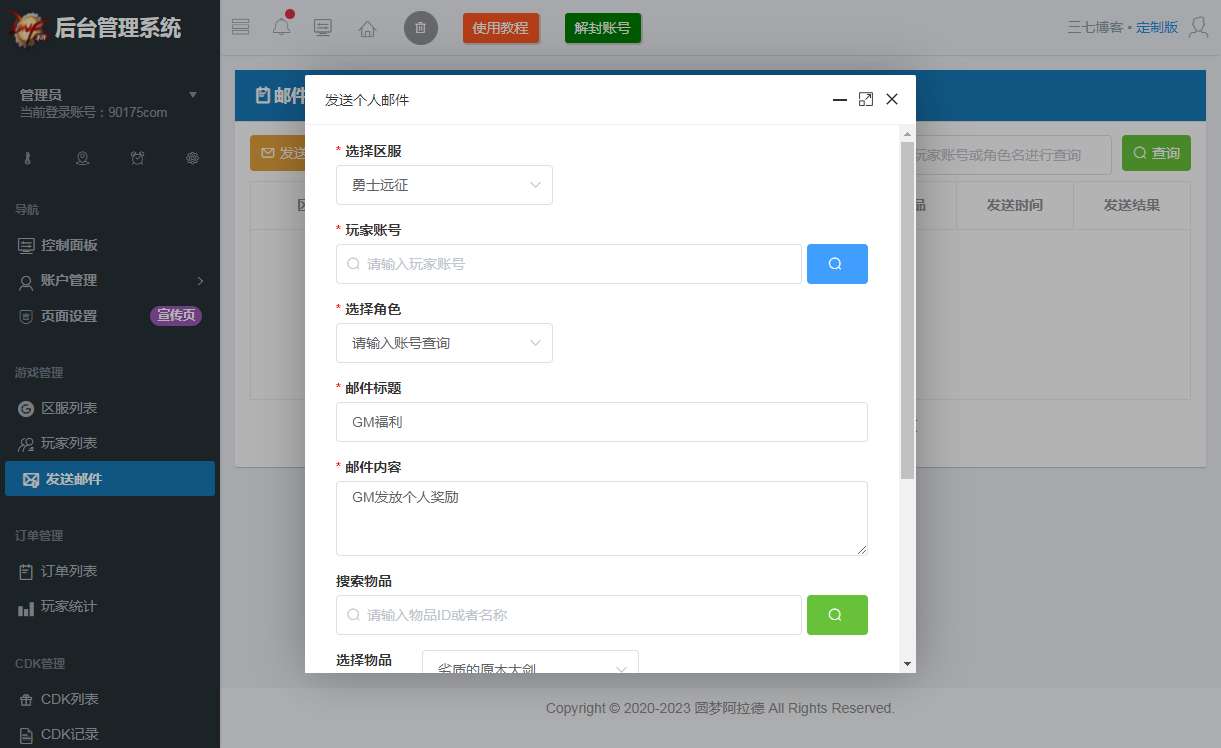 后台管理系统
使用教程
解封账号
三七博客 • 定制版
管理员
当前登录账号：90175com
导航
控制面板
账户管理
页面设置
宣传页
游戏管理
区服列表
玩家列表
发送邮件
订单管理
订单列表
玩家统计
CDK管理
CDK列表
CDK记录
邮件
发送
玩家账号或角色名进行查询
查询
区
品
发送时间
发送结果
发送个人邮件
* 选择区服
勇士远征
* 玩家账号
请输入玩家账号
* 选择角色
请输入账号查询
* 邮件标题
GM福利
* 邮件内容
GM发放个人奖励
搜索物品
请输入物品ID或者名称
选择物品
劣质的原木大剑
Copyright © 2020-2023 圆梦阿拉德 All Rights Reserved.